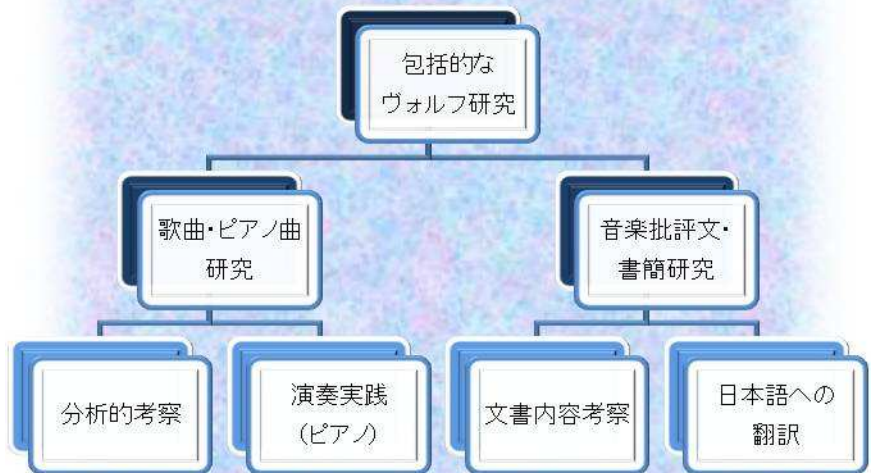 包括的な
ヴォルフ研究
歌曲・ピアノ曲
研究
音楽批評文・
書簡研究
分析的考察
演奏実践
(ピアノ)
文書内容考察
日本語への
翻訳